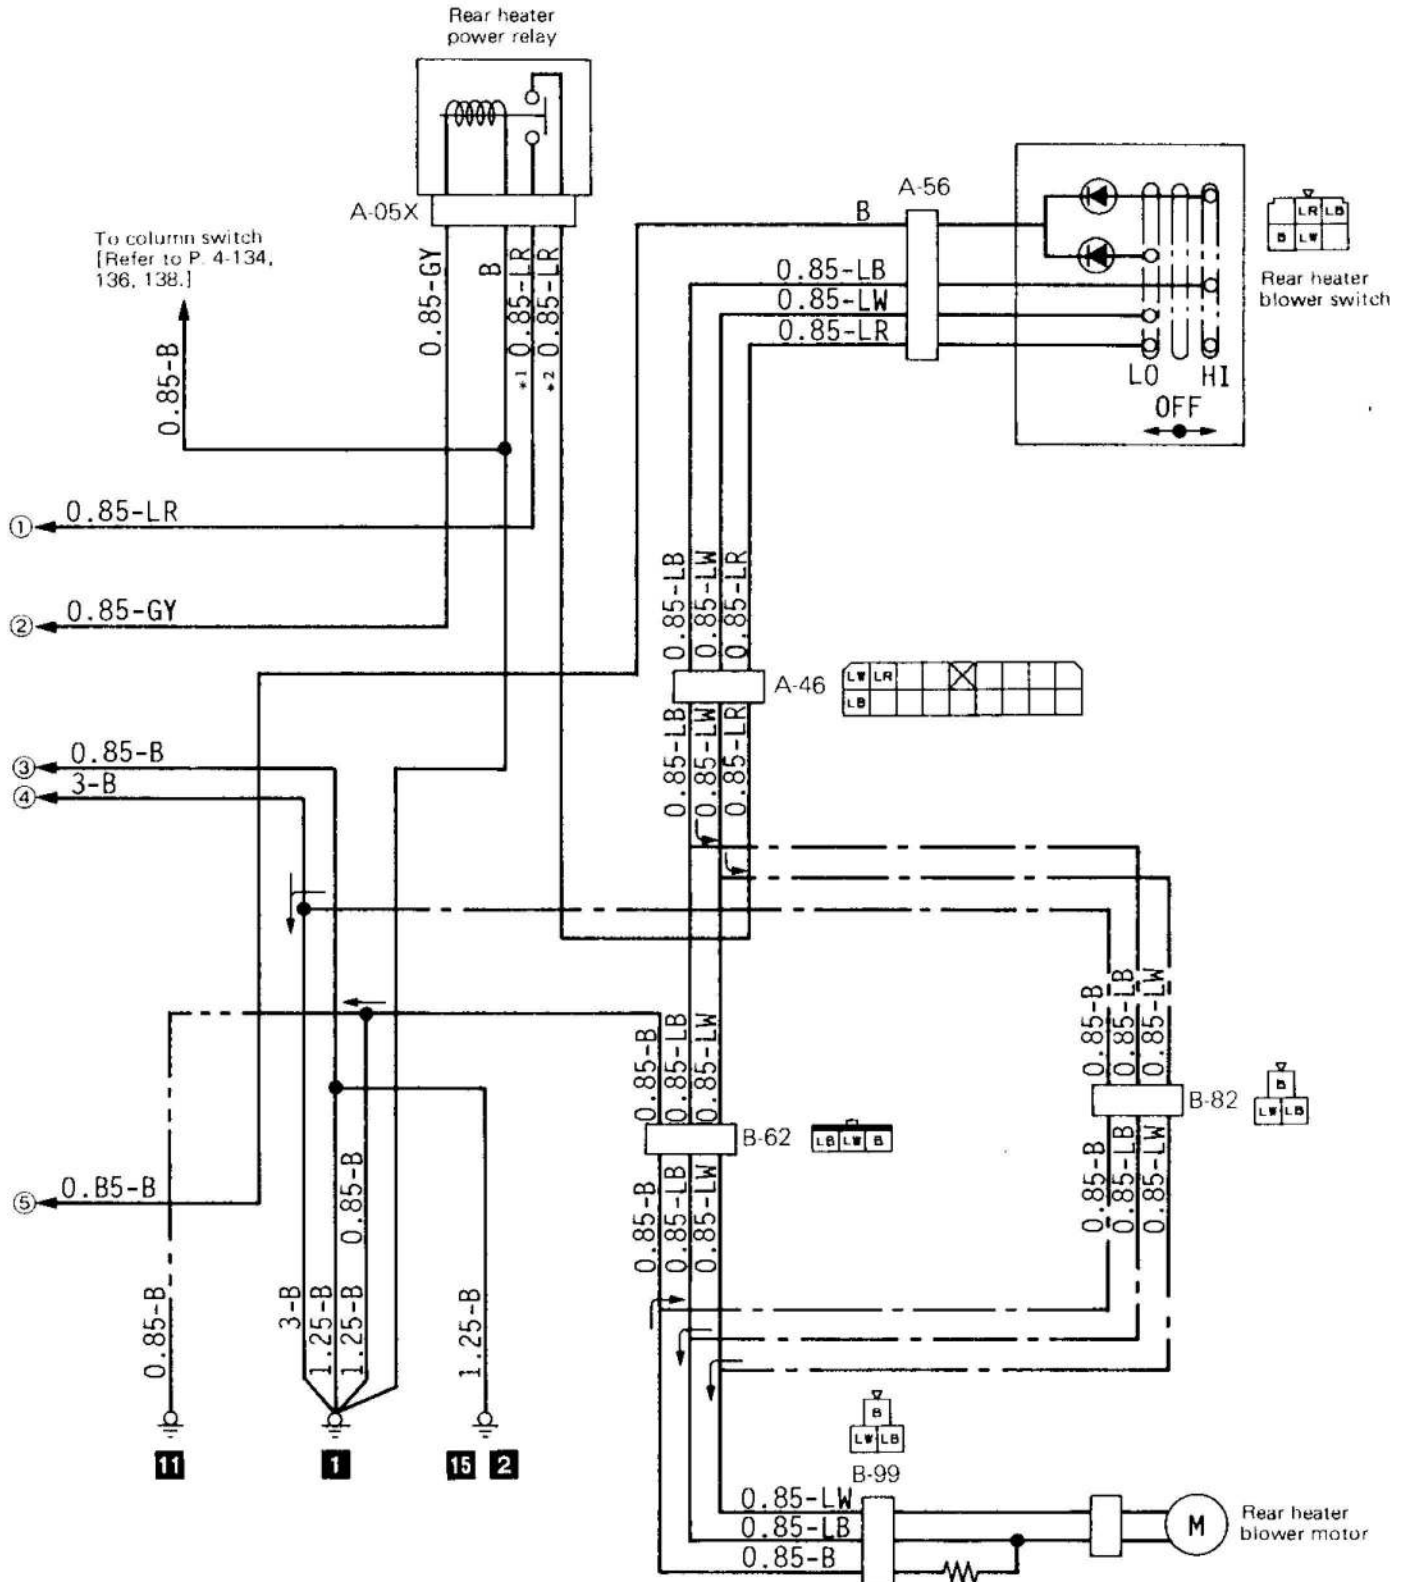 Rear heater
power relay
A-05X
A-56
B
LR LB
B LW
To column switch
[Refer to P. 4-134,
136, 138.]
0.85-GY
B
*1 0.85-LR
*2 0.85-LR
0.85-LB
0.85-LW
0.85-LR
Rear heater
blower switch
LO HI
OFF
0.85-B
① 0.85-LR
0.85-LB
0.85-LW
0.85-LR
② 0.85-GY
A-46
LW LR
LB
0.85-LB
0.85-LW
0.85-LR
③ 0.85-B
④ 3-B
0.85-B
0.85-LB
0.85-LW
0.85-B
0.85-LB
0.85-LW
B-82
B
LW LB
B-62
LB LW B
0.85-B
⑤ 0.B5-B
0.85-B
0.85-LB
0.85-LW
0.85-B
0.85-LB
0.85-LW
0.85-B
3-B
1.25-B
1.25-B
1.25-B
11
1
15 2
B
LW LB
B-99
0.85-LW
0.85-LB
0.85-B
M
Rear heater
blower motor